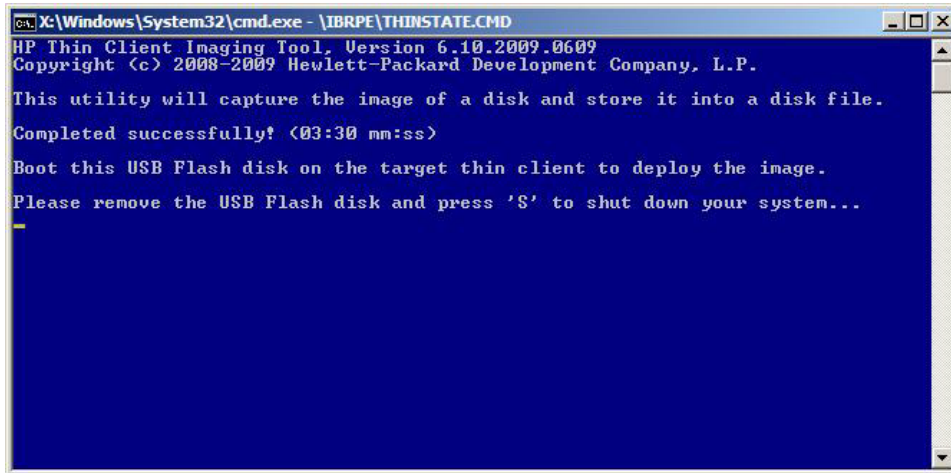 X:\Windows\System32\cmd.exe - \IBRPE\THINSTATE.CMD
HP Thin Client Imaging Tool, Version 6.10.2009.0609
Copyright (c) 2008-2009 Hewlett-Packard Development Company, L.P.
This utility will capture the image of a disk and store it into a disk file.
Completed successfully! (03:30 mm:ss)
Boot this USB Flash disk on the target thin client to deploy the image.
Please remove the USB Flash disk and press 'S' to shut down your system...